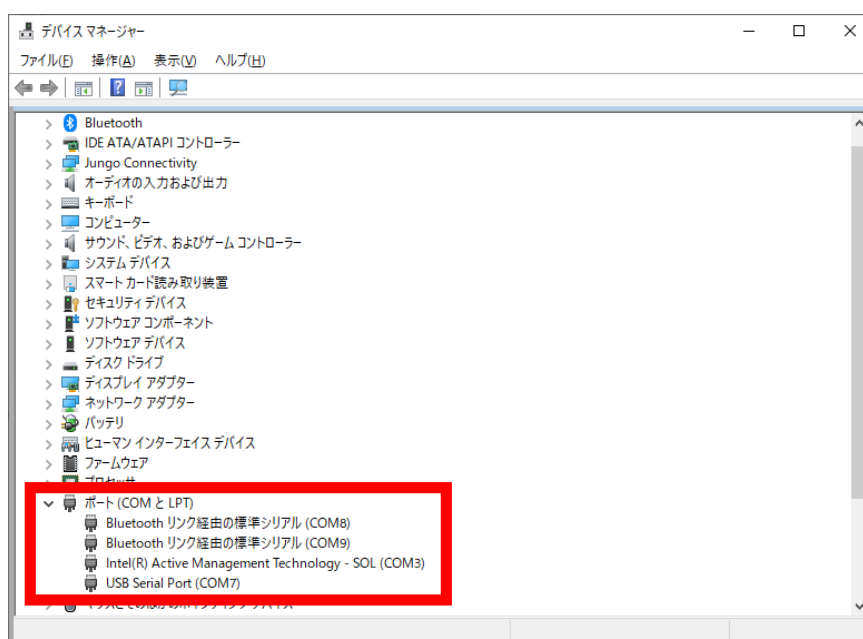 デバイス マネージャー
ファイル(F) 操作(A) 表示(V) ヘルプ(H)
Bluetooth
IDE ATA/ATAPI コントローラー
Jungo Connectivity
オーディオの入力および出力
キーボード
コンピューター
サウンド、ビデオ、およびゲーム コントローラー
システム デバイス
スマート カード読み取り装置
セキュリティ デバイス
ソフトウェア コンポーネント
ソフトウェア デバイス
ディスク ドライブ
ディスプレイ アダプター
ネットワーク アダプター
バッテリ
ヒューマン インターフェイス デバイス
ファームウェア
プロセッサ
ポート (COM と LPT)
Bluetooth リンク経由の標準シリアル (COM8)
Bluetooth リンク経由の標準シリアル (COM9)
Intel(R) Active Management Technology - SOL (COM3)
USB Serial Port (COM7)